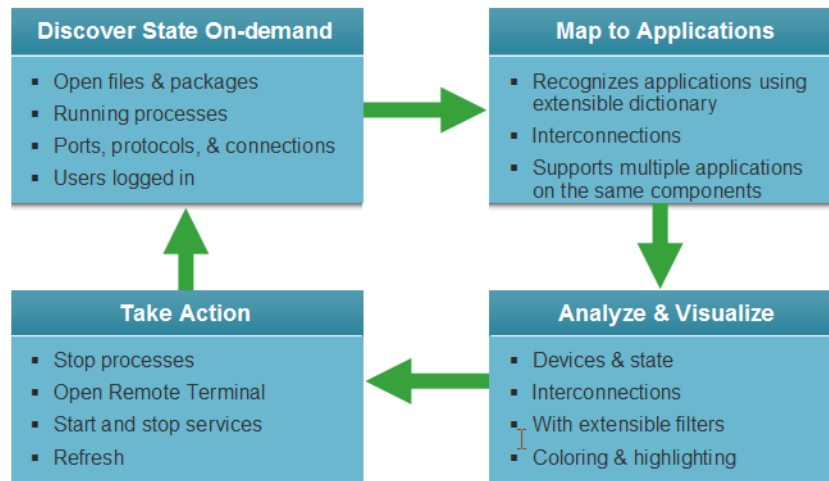 Discover State On-demand
▪ Open files & packages
▪ Running processes
▪ Ports, protocols, & connections
▪ Users logged in
Map to Applications
▪ Recognizes applications using
extensible dictionary
▪ Interconnections
▪ Supports multiple applications
on the same components
Analyze & Visualize
▪ Devices & state
▪ Interconnections
▪ With extensible filters
▪ Coloring & highlighting
Take Action
▪ Stop processes
▪ Open Remote Terminal
▪ Start and stop services
▪ Refresh